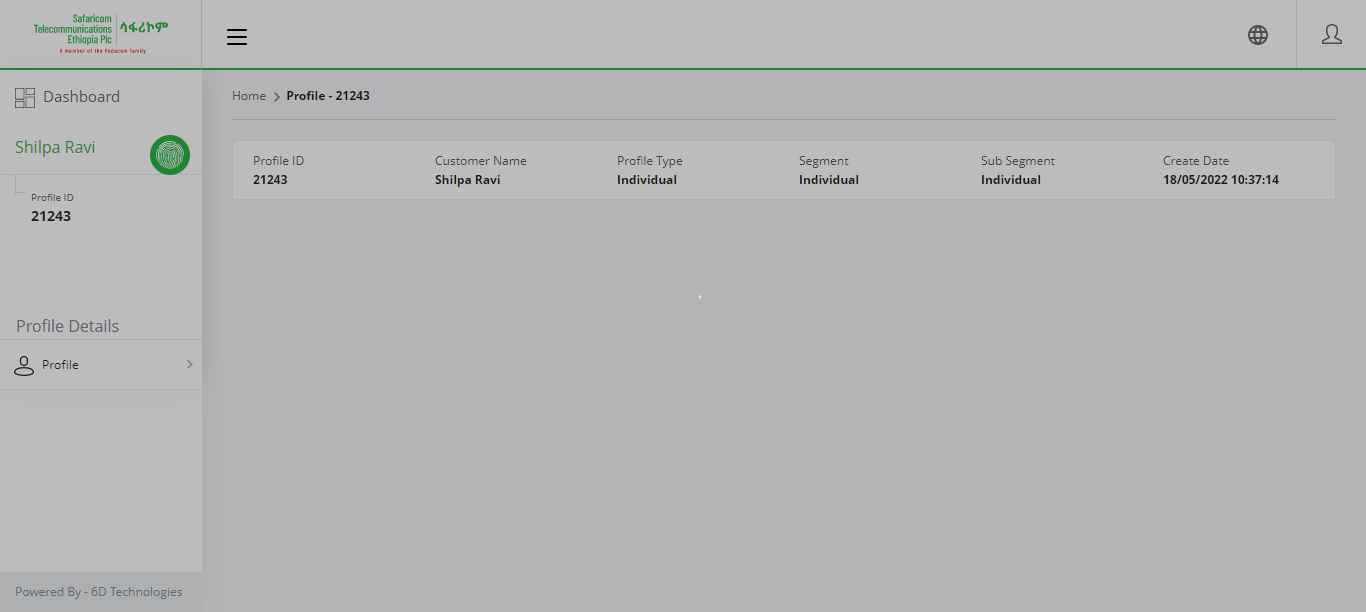 Safaricom
Telecommunications
Ethiopia Plc
ሳፋሪኮም
A member of the Vodacom family
Dashboard
Shilpa Ravi
Profile ID
21243
Profile Details
Profile
Powered By - 6D Technologies
Home > Profile - 21243
Profile ID Customer Name Profile Type Segment Sub Segment Create Date
21243 Shilpa Ravi Individual Individual Individual 18/05/2022 10:37:14